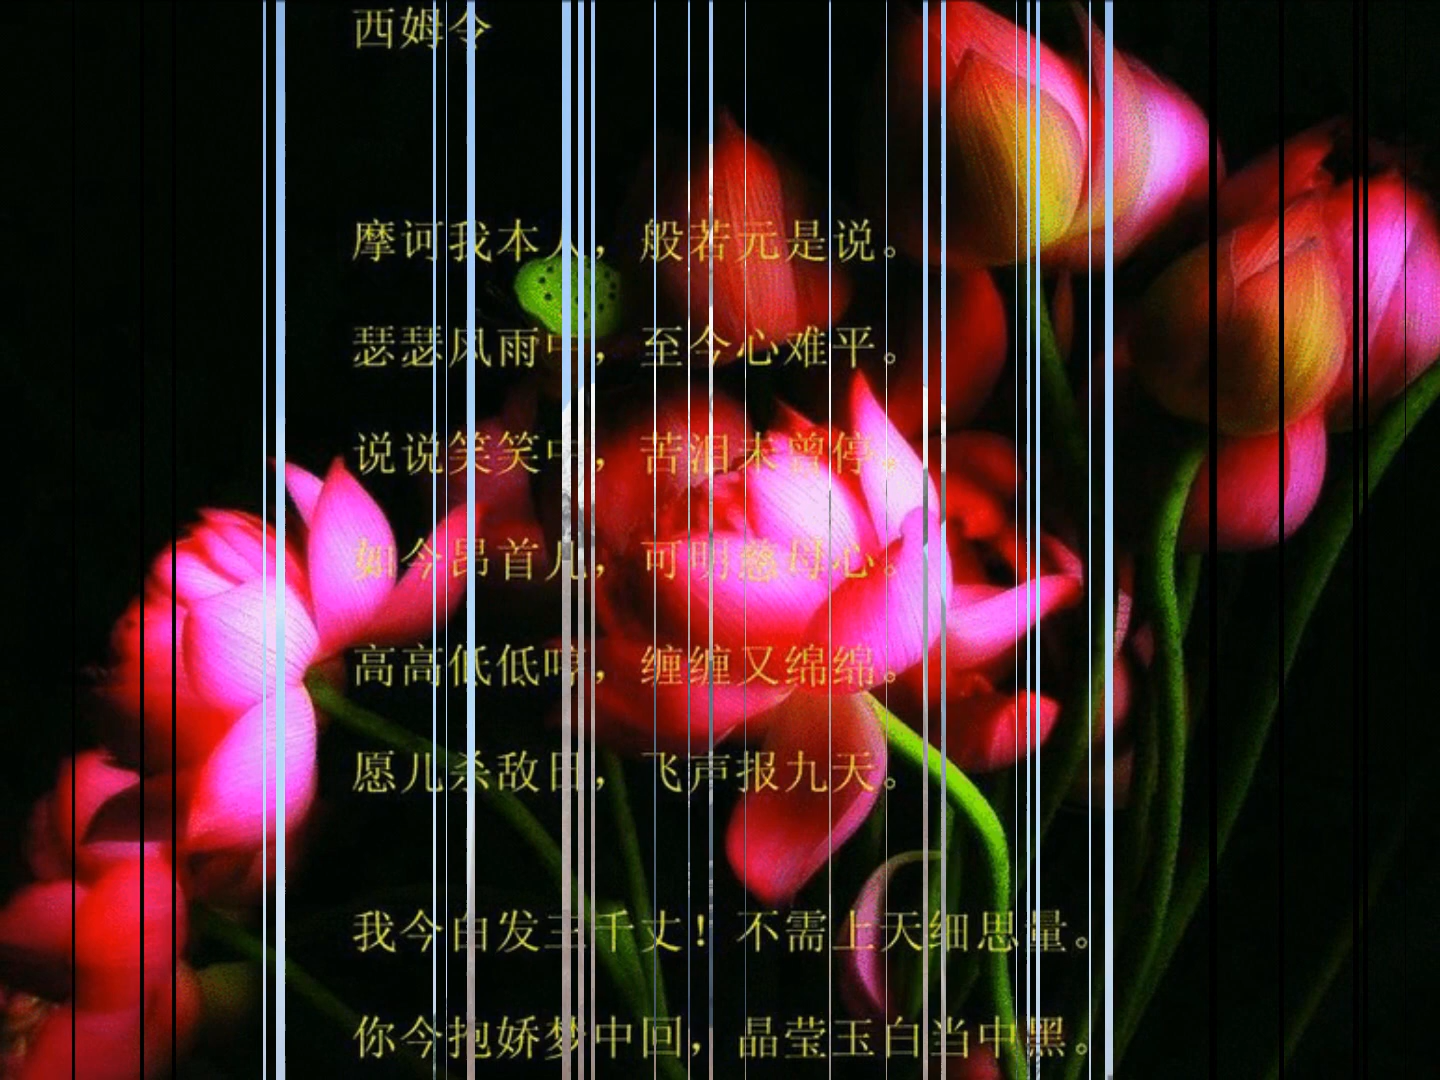 西姆令
摩诃我本人，般若元是说。
瑟瑟风雨中，至今心难平。
说说笑笑中，苦泪未曾停。
如今昂首儿，可明慈母心。
高高低低哼，缠缠又绵绵。
愿儿杀敌日，飞声报九天。
我今白发三千丈！不需上天细思量。
你今抱娇梦中回，晶莹玉白当中黑。